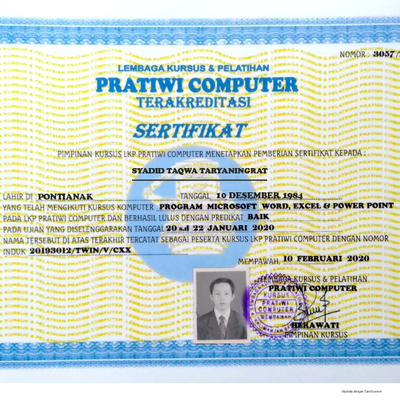 NOMOR : 3057/
LEMBAGA KURSUS & PELATIHAN
PRATIWI COMPUTER
TERAKREDITASI
SERTIFIKAT
PIMPINAN KURSUS LKP PRATIWI COMPUTER MENETAPKAN PEMBERIAN SERTIFIKAT KEPADA :
SYADID TAQWA TARYANINGRAT
LAHIR DI PONTIANAK TANGGAL 10 DESEMBER 1984
YANG TELAH MENGIKUTI KURSUS KOMPUTER PROGRAM MICROSOFT WORD, EXCEL & POWER POINT
PADA LKP PRATIWI COMPUTER DAN BERHASIL LULUS DENGAN PREDIKAT BAIK
PADA UJIAN YANG DISELENGGARAKAN TANGGAL 20 s.d 22 JANUARI 2020
NAMA TERSEBUT DI ATAS TERAKHIR TERCATAT SEBAGAI PESERTA KURSUS LKP PRATIWI COMPUTER DENGAN NOMOR
INDUK 20193012/TWIN/V/CXX
MEMPAWAH, 10 FEBRUARI 2020
LEMBAGA KURSUS & PELATIHAN
PRATIWI COMPUTER
KURSUS
PRATIWI
COMPUTER
HERAWATI
PIMPINAN KURSUS